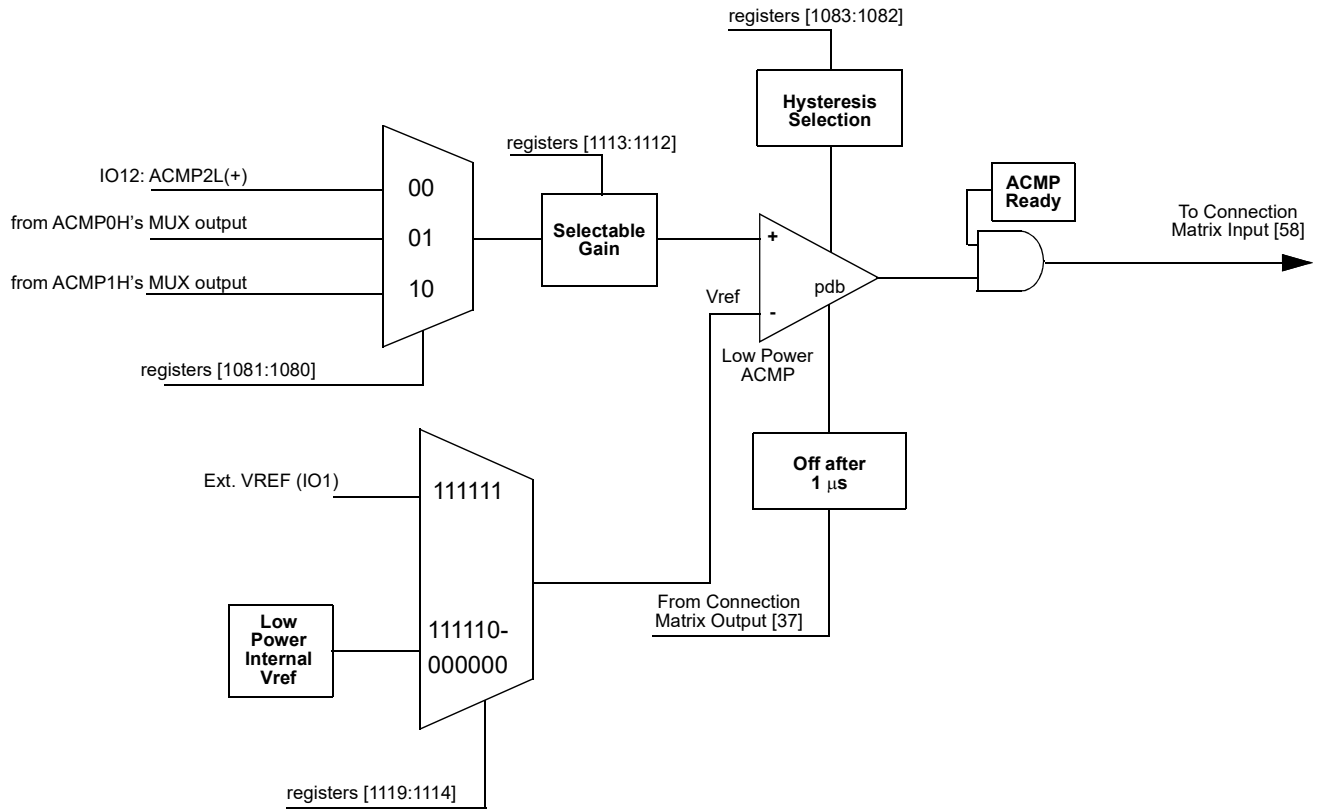 registers [1083:1082]
Hysteresis
Selection
registers [1113:1112]
ACMP
Ready
IO12: ACMP2L(+)
00
from ACMP0H's MUX output
01
Selectable
Gain
+
To Connection
Matrix Input [58]
from ACMP1H's MUX output
10
Vref
pdb
-
Low Power
ACMP
registers [1081:1080]
Off after
1 μs
Ext. VREF (IO1)
111111
From Connection
Matrix Output [37]
Low
Power
Internal
Vref
111110-
000000
registers [1119:1114]